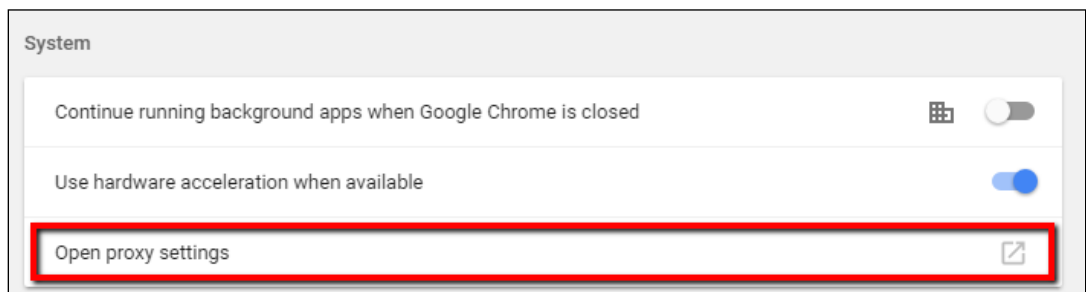 System
Continue running background apps when Google Chrome is closed
Use hardware acceleration when available
Open proxy settings